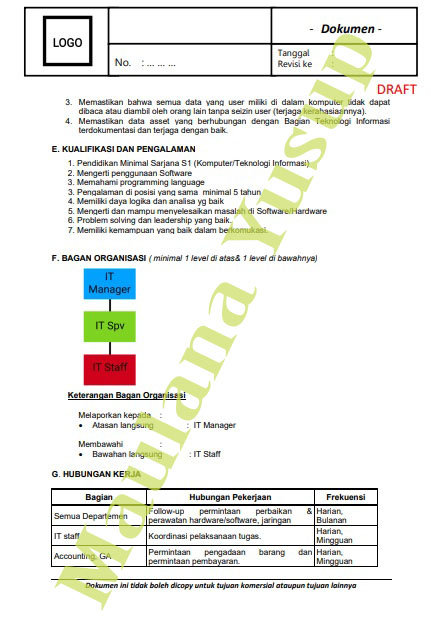 LOGO
- Dokumen -
No. : ... ... ...
Tanggal :
Revisi ke :
DRAFT
3. Memastikan bahwa semua data yang user miliki di dalam komputer tidak dapat
dibaca atau diambil oleh orang lain tanpa seizin user (terjaga kerahasiaannya).
4. Memastikan data asset yang berhubungan dengan Bagian Teknologi Informasi
terdokumentasi dan terjaga dengan baik.
E. KUALIFIKASI DAN PENGALAMAN
1. Pendidikan Minimal Sarjana S1 (Komputer/Teknologi Informasi)
2. Mengerti penggunaan Software
3. Memahami programming language
3. Pengalaman di posisi yang sama minimal 5 tahun
4. Memiliki daya logika dan analisa yg baik
5. Mengerti dan mampu menyelesaikan masalah di Software/Hardware
6. Problem solving dan leadership yang baik.
7. Memiliki kemampuan yang baik dalam berkomukasi.
F. BAGAN ORGANISASI ( minimal 1 level di atas& 1 level di bawahnya)
IT
Manager
IT Spv
IT Staff
Keterangan Bagan Organisasi
Melaporkan kepada :
• Atasan langsung : IT Manager
Membawahi :
• Bawahan langsung : IT Staff
G. HUBUNGAN KERJA
Bagian Hubungan Pekerjaan Frekuensi
Semua Departemen Follow-up permintaan perbaikan & perawatan hardware/software, jaringan Harian, Bulanan
IT staff Koordinasi pelaksanaan tugas. Harian, Mingguan
Accounting, GA Permintaan pengadaan barang dan permintaan pembayaran. Harian, Mingguan
Dokumen ini tidak boleh dicopy untuk tujuan komersial ataupun tujuan lainnya
Maulana Yusup